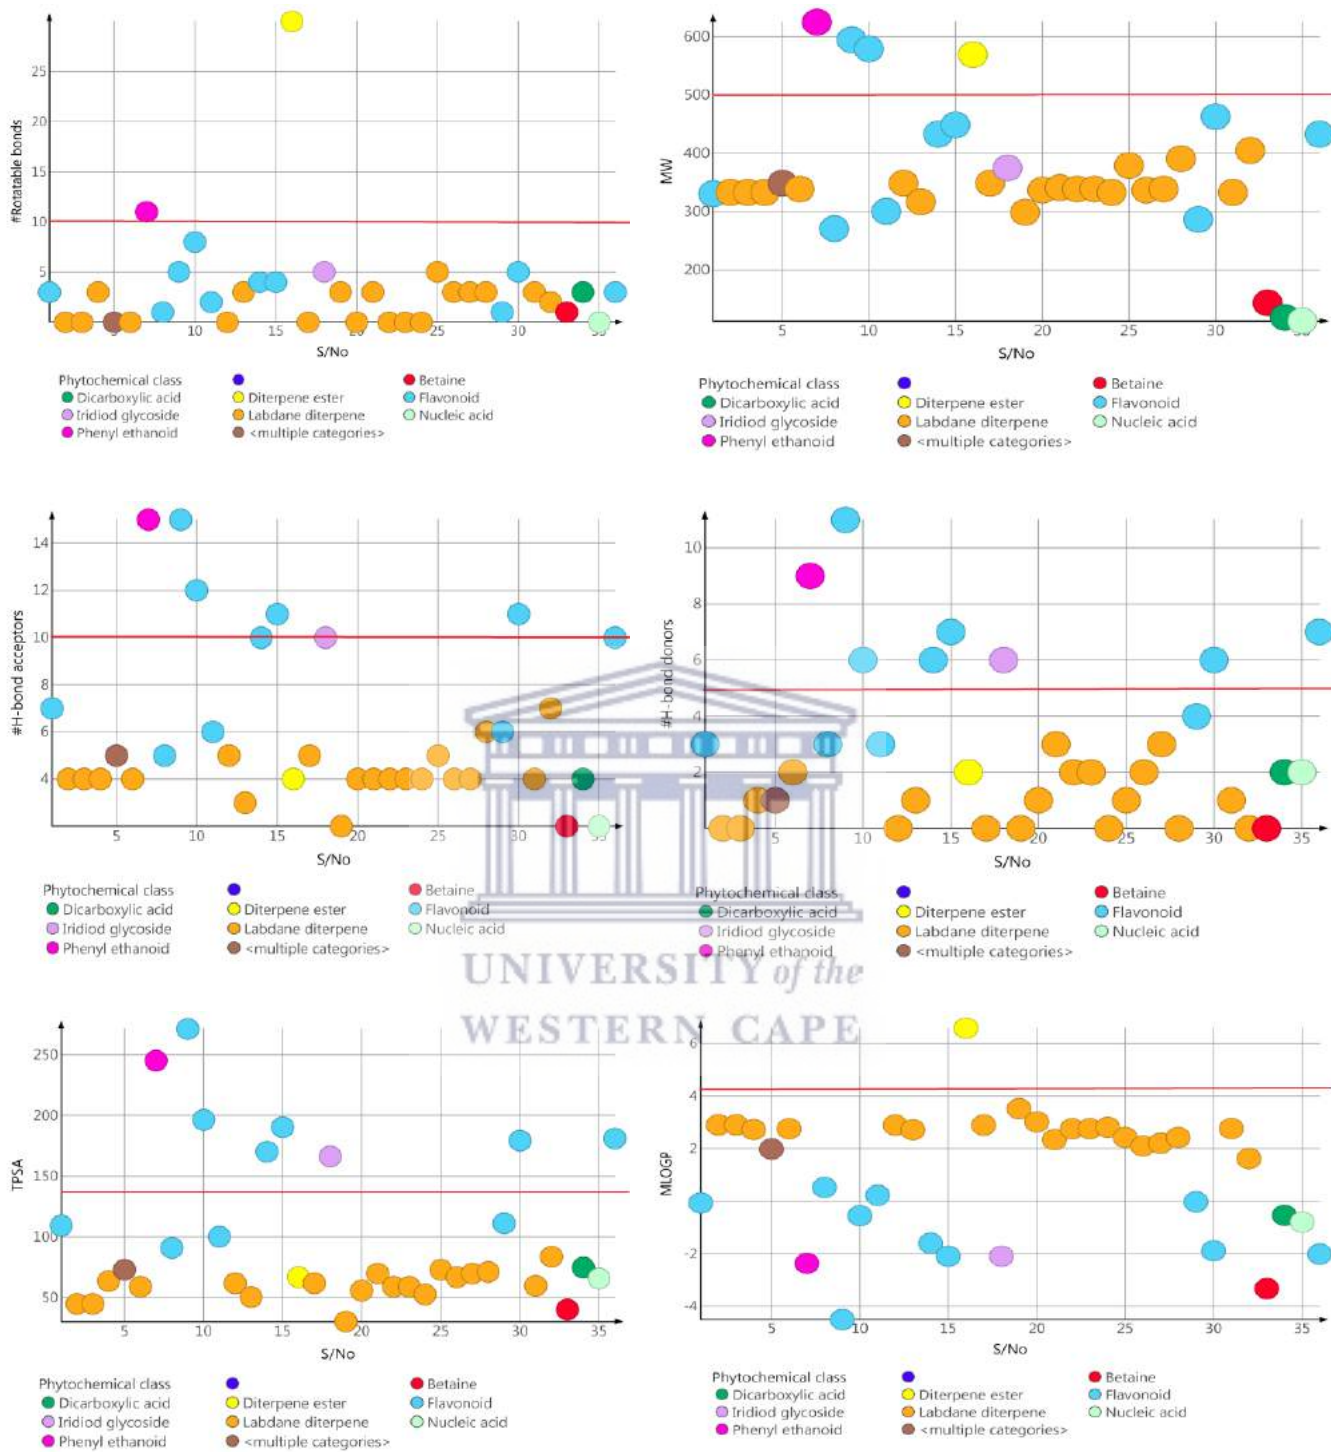 #Rotatable bonds
25
20
15
10
5
5
10
15
20
25
30
35
S/No
Phytochemical class
Betaine
Dicarboxylic acid
Diterpene ester
Flavonoid
Iridiod glycoside
Labdane diterpene
Nucleic acid
Phenyl ethanoid
<multiple categories>
MW
600
500
400
300
200
5
10
15
20
25
30
35
S/No
Phytochemical class
Betaine
Dicarboxylic acid
Diterpene ester
Flavonoid
Iridiod glycoside
Labdane diterpene
Nucleic acid
Phenyl ethanoid
<multiple categories>
#H-bond acceptors
14
12
10
8
6
4
5
10
15
20
25
30
35
S/No
Phytochemical class
Betaine
Dicarboxylic acid
Diterpene ester
Flavonoid
Iridiod glycoside
Labdane diterpene
Nucleic acid
Phenyl ethanoid
<multiple categories>
#H-bond donors
10
8
6
4
2
5
10
15
20
25
30
35
S/No
Phytochemical class
Betaine
Dicarboxylic acid
Diterpene ester
Flavonoid
Iridiod glycoside
Labdane diterpene
Nucleic acid
Phenyl ethanoid
<multiple categories>
UNIVERSITY of the
WESTERN CAPE
TPSA
250
200
150
100
50
5
10
15
20
25
30
35
S/No
Phytochemical class
Betaine
Dicarboxylic acid
Diterpene ester
Flavonoid
Iridiod glycoside
Labdane diterpene
Nucleic acid
Phenyl ethanoid
<multiple categories>
MLOGP
6
4
2
-2
-4
5
10
15
20
25
30
35
S/No
Phytochemical class
Betaine
Dicarboxylic acid
Diterpene ester
Flavonoid
Iridiod glycoside
Labdane diterpene
Nucleic acid
Phenyl ethanoid
<multiple categories>